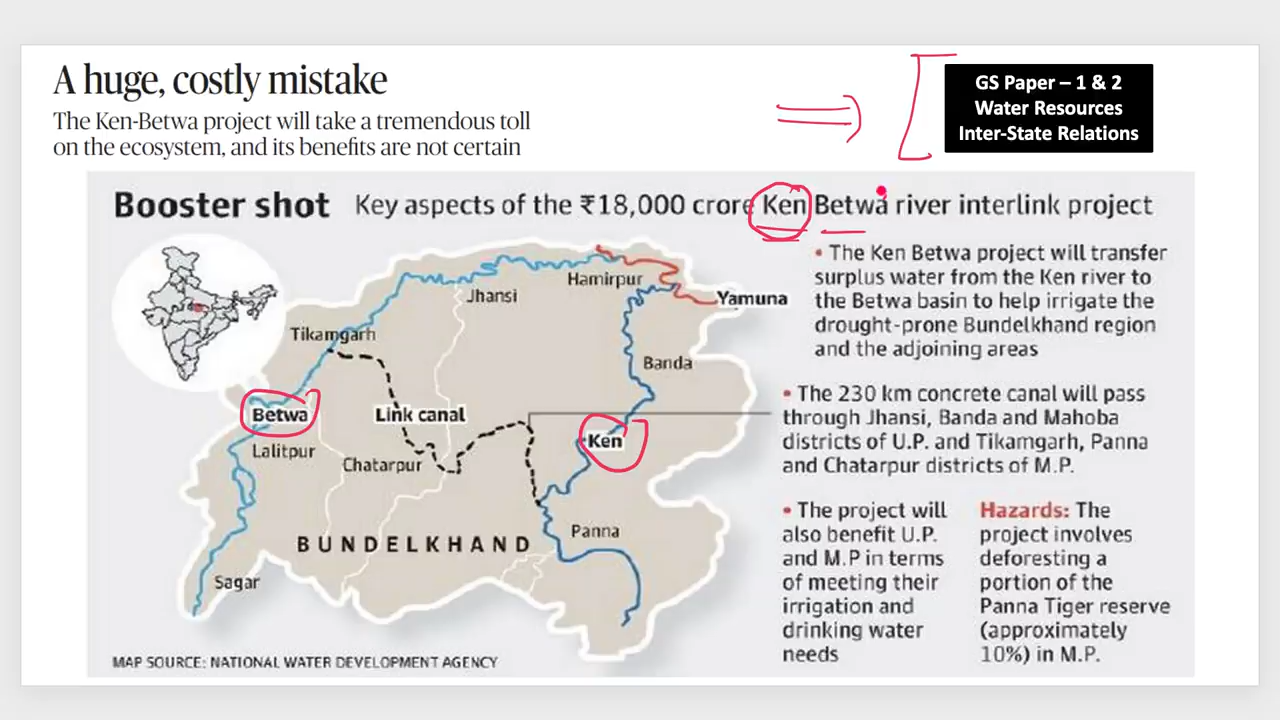 A huge, costly mistake
The Ken-Betwa project will take a tremendous toll
on the ecosystem, and its benefits are not certain
GS Paper – 1 & 2
Water Resources
Inter-State Relations
Booster shot Key aspects of the ₹18,000 crore Ken Betwa river interlink project
Hamirpur
Jhansi
Yamuna
Tikamgarh
Banda
Betwa
Link canal
Ken
Lalitpur
Chatarpur
Panna
BUNDELKHAND
Sagar
• The Ken Betwa project will transfer
surplus water from the Ken river to
the Betwa basin to help irrigate the
drought-prone Bundelkhand region
and the adjoining areas
• The 230 km concrete canal will pass
through Jhansi, Banda and Mahoba
districts of U.P. and Tikamgarh, Panna
and Chatarpur districts of M.P.
• The project will
also benefit U.P.
and M.P in terms
of meeting their
irrigation and
drinking water
needs
Hazards: The
project involves
deforesting a
portion of the
Panna Tiger reserve
(approximately
10%) in M.P.
MAP SOURCE: NATIONAL WATER DEVELOPMENT AGENCY